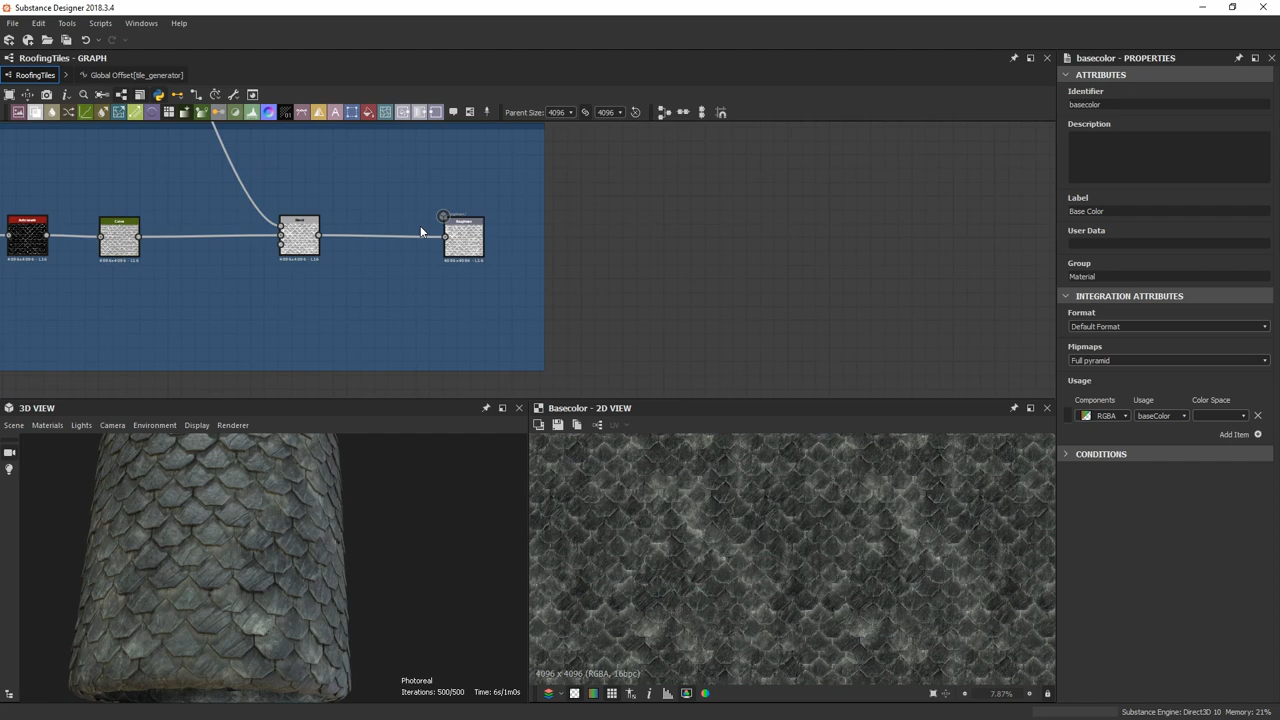 Substance Designer 2018.3.4
File Edit Tools Scripts Windows Help
RoofingTiles - GRAPH
RoofingTiles Global Offset[tile_generator]
Parent Size: 4096 4096
Curve
Blend
Roughness
3D VIEW
Scene Materials Lights Camera Environment Display Renderer
Photoreal
Iterations: 500/500 Time: 6s/1m0s
Basecolor - 2D VIEW
UV
4096 x 4096 (RGBA, 16bpc)
7.87%
basecolor - PROPERTIES
ATTRIBUTES
Identifier
basecolor
Description
Label
Base Color
User Data
Group
Material
INTEGRATION ATTRIBUTES
Format
Default Format
Mipmaps
Full pyramid
Usage
Components Usage Color Space
RGBA baseColor
Add Item
CONDITIONS
Substance Engine: Direct3D 10 Memory: 21%